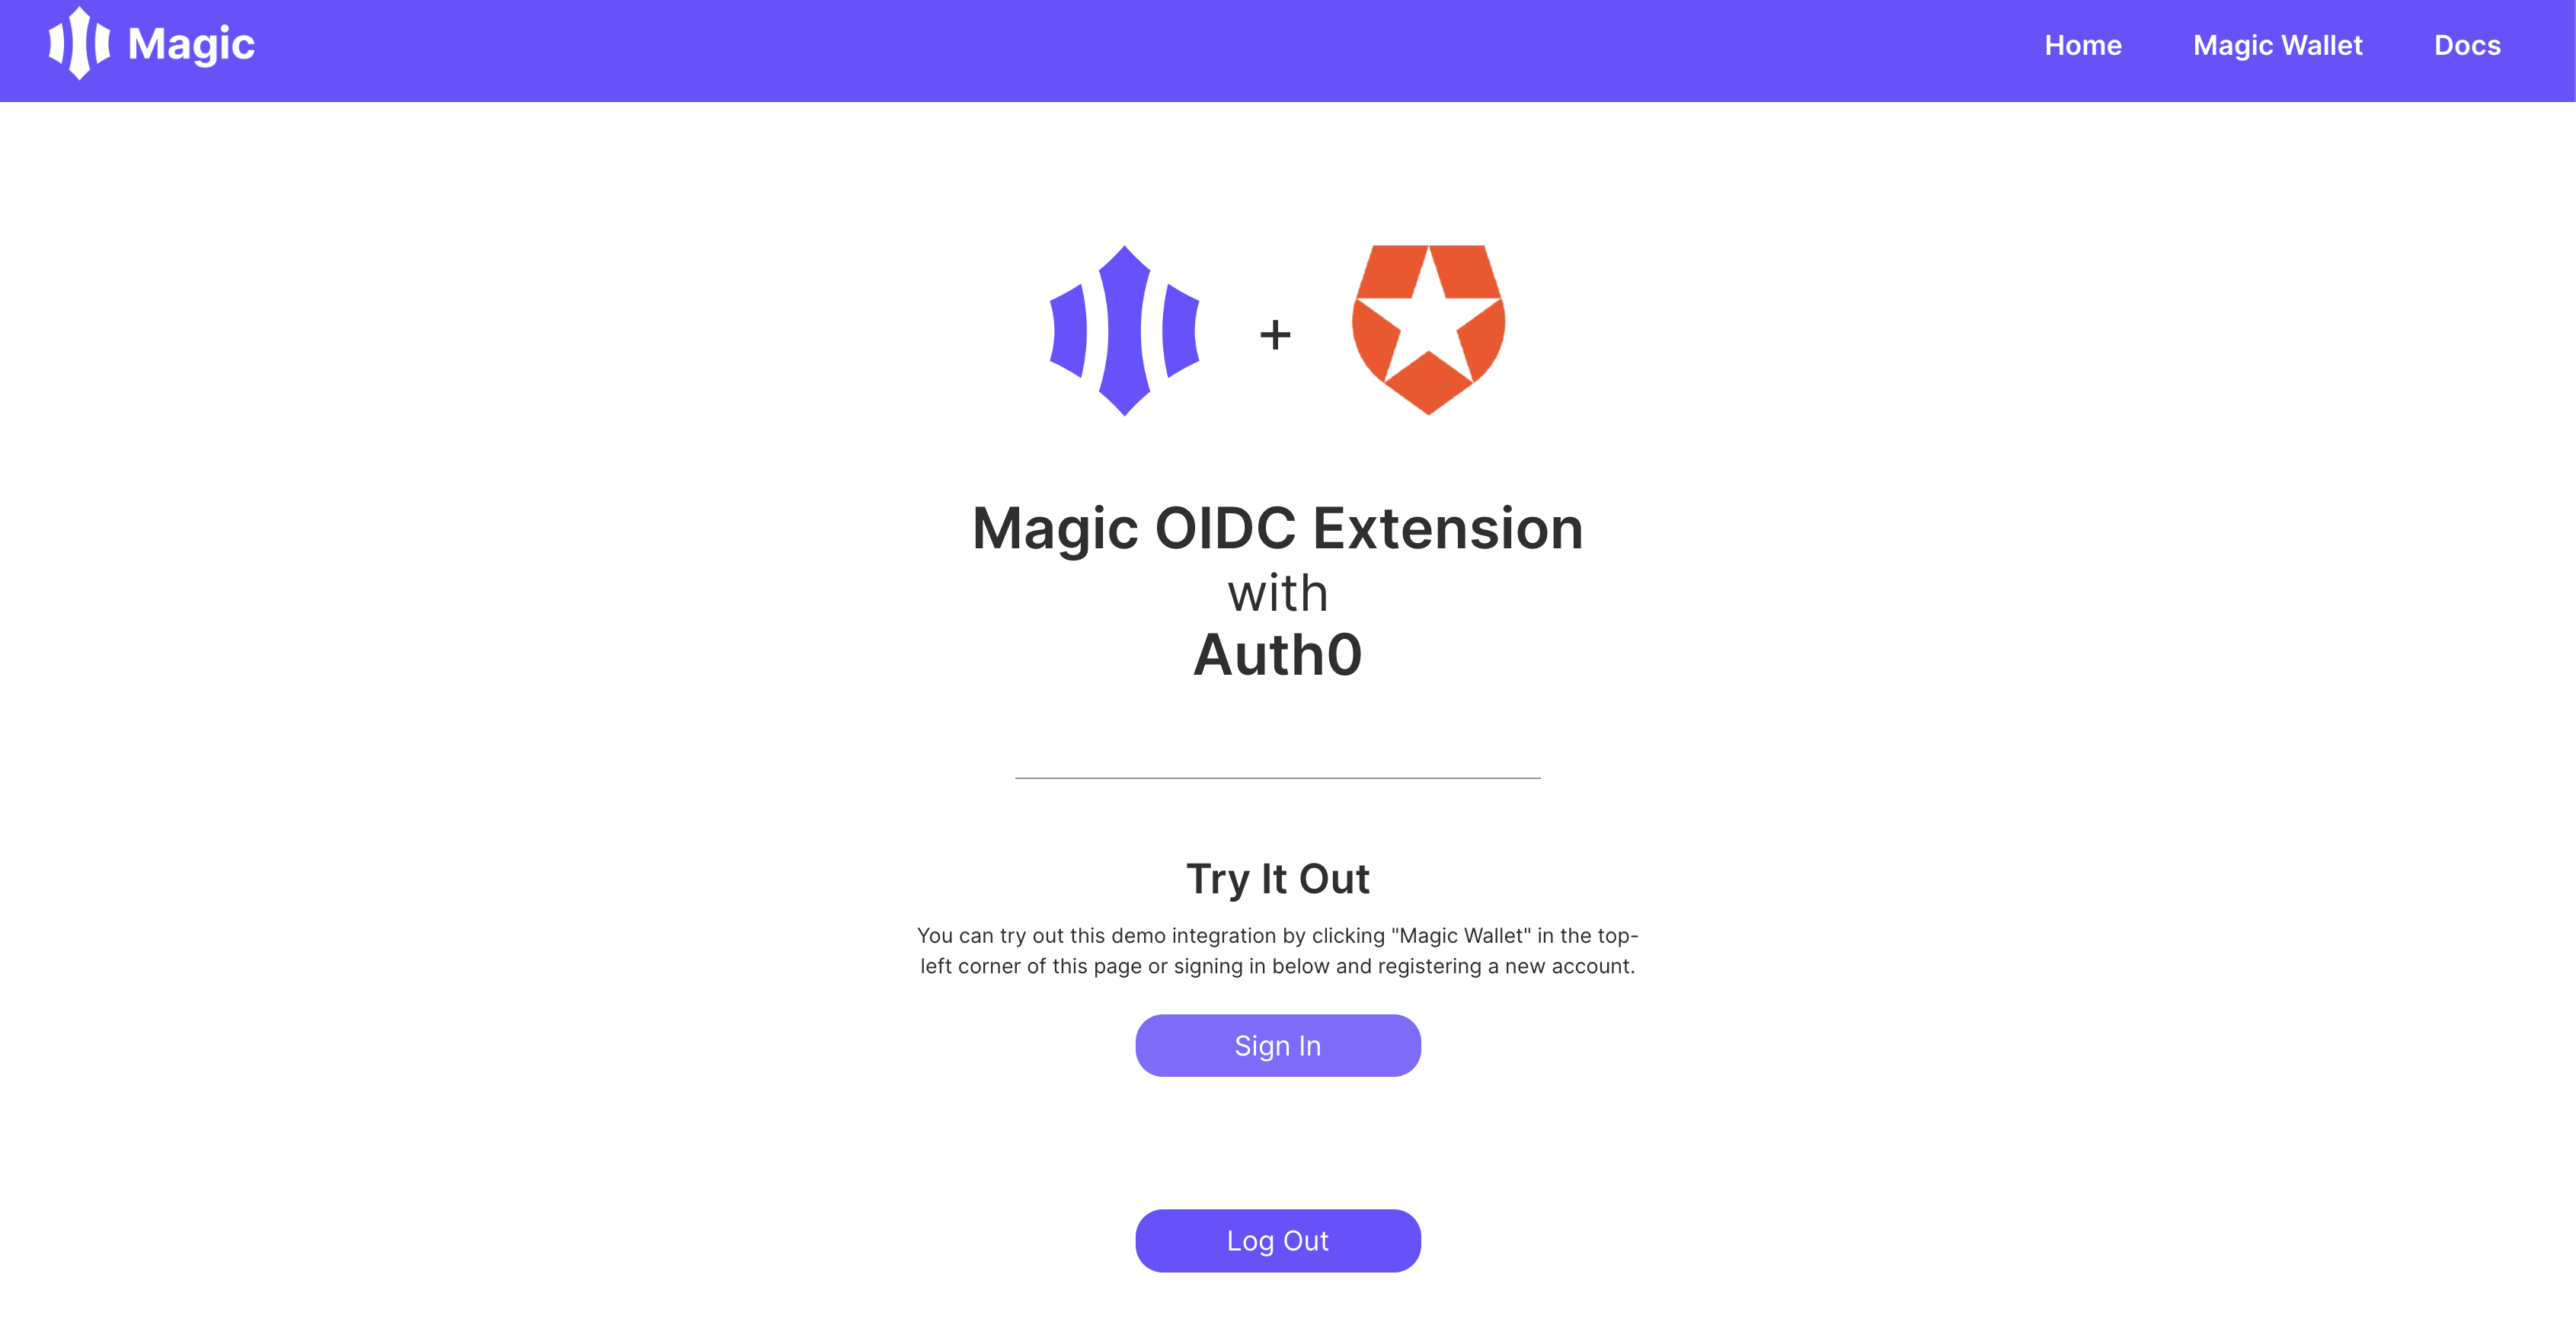 Magic
Home
Magic Wallet
Docs
+
Magic OIDC Extension
with
Auth0
Try It Out
You can try out this demo integration by clicking "Magic Wallet" in the top-
left corner of this page or signing in below and registering a new account.
Sign In
Log Out